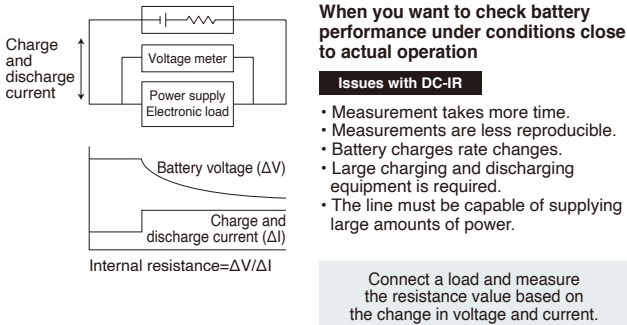 Charge
and
discharge
current
Voltage meter
Power supply
Electronic load
Battery voltage (ΔV)
Charge and
discharge current (ΔI)
Internal resistance=ΔV/ΔI
When you want to check battery
performance under conditions close
to actual operation
Issues with DC-IR
・Measurement takes more time.
・Measurements are less reproducible.
・Battery charges rate changes.
・Large charging and discharging
equipment is required.
・The line must be capable of supplying
large amounts of power.
Connect a load and measure
the resistance value based on
the change in voltage and current.